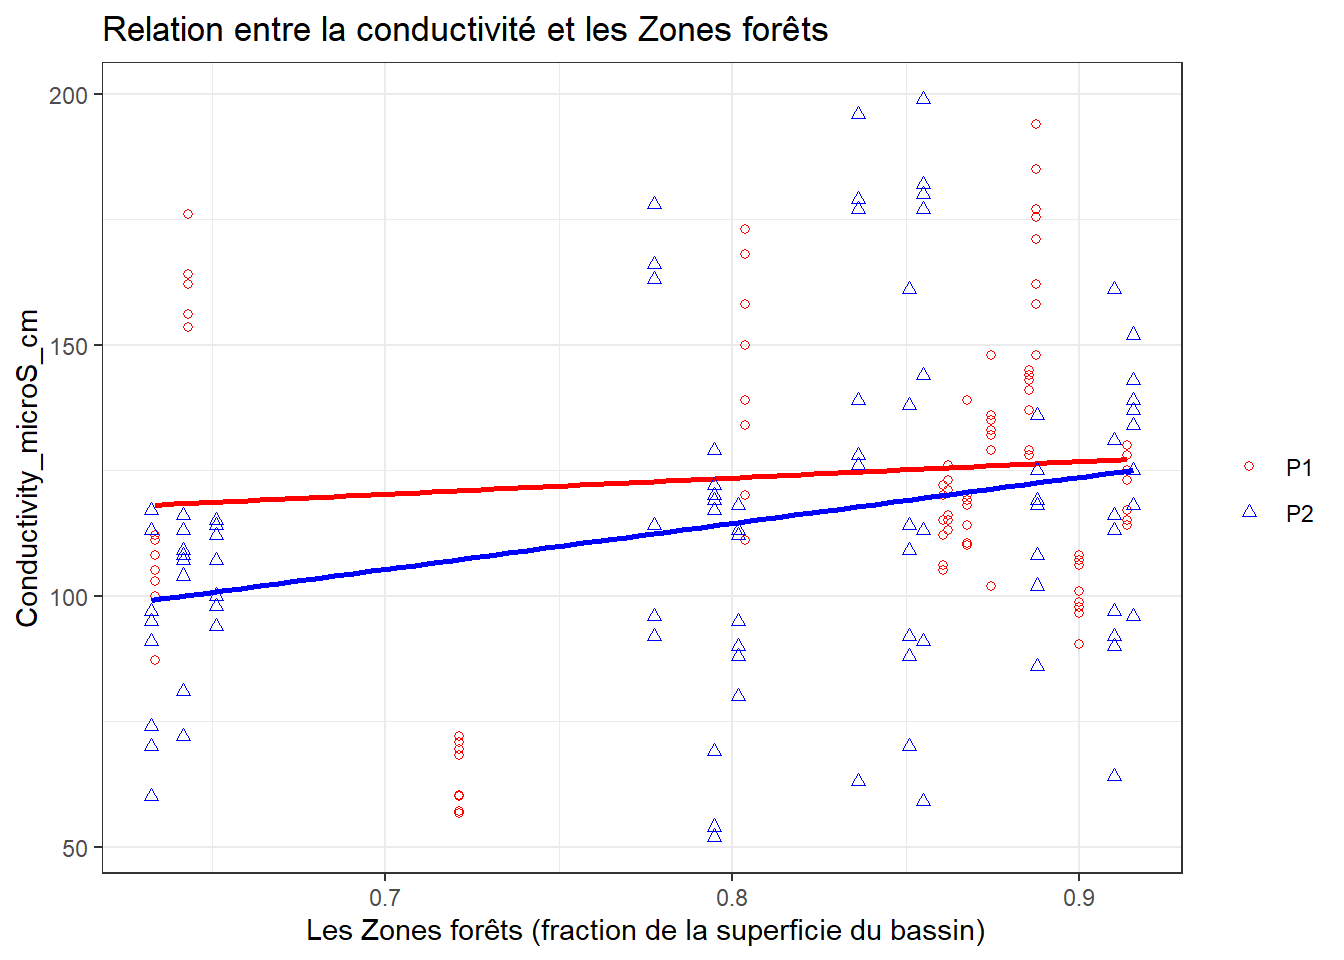 Relation entre la conductivité et les Zones forêts
Conductivity_microS_cm
200
150
100
50
0.7
0.8
0.9
Les Zones forêts (fraction de la superficie du bassin)
P1
P2